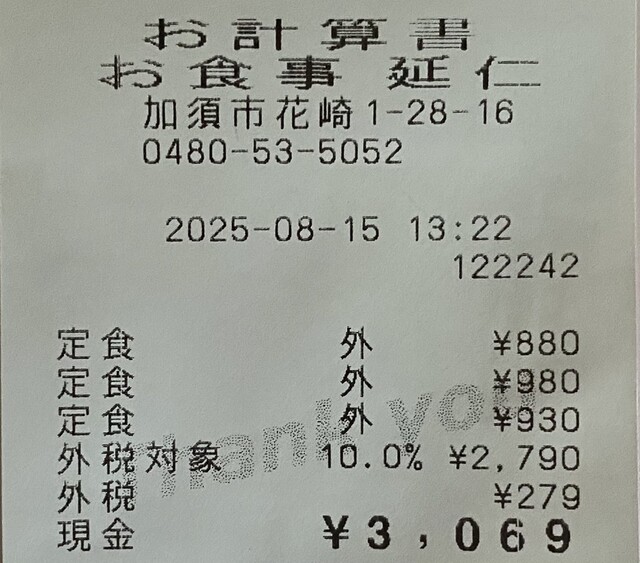 お計算書
お食事 延仁
加須市花崎1-28-16
0480-53-5052
2025-08-15 13:22
122242
定食 外 ¥880
定食 外 ¥980
定食 外 ¥930
外税対象 10.0% ¥2,790
外税 ¥279
現金 ¥3,069
Thank you